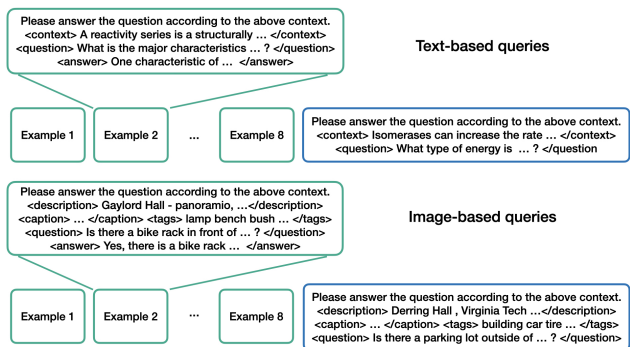 Please answer the question according to the above context.
<context> A reactivity series is a structurally … </context>
<question> What is the major characteristics … ? </question>
<answer> One characteristic of …  </answer>
Text-based queries
Example 1
Example 2
...
Example 8
Please answer the question according to the above context.
<context> Isomerases can increase the rate … </context>
<question> What type of energy is  … ? </question
Please answer the question according to the above context.
<description> Gaylord Hall - panoramio, …</description>
<caption> … </caption> <tags> lamp bench bush … </tags>
<question> Is there a bike rack in front of … ? </question>
<answer> Yes, there is a bike rack …  </answer>
Image-based queries
Example 1
Example 2
...
Example 8
Please answer the question according to the above context.
<description> Derring Hall , Virginia Tech …</description>
<caption> … </caption> <tags> building car tire … </tags>
<question> Is there a parking lot outside of … ? </question>